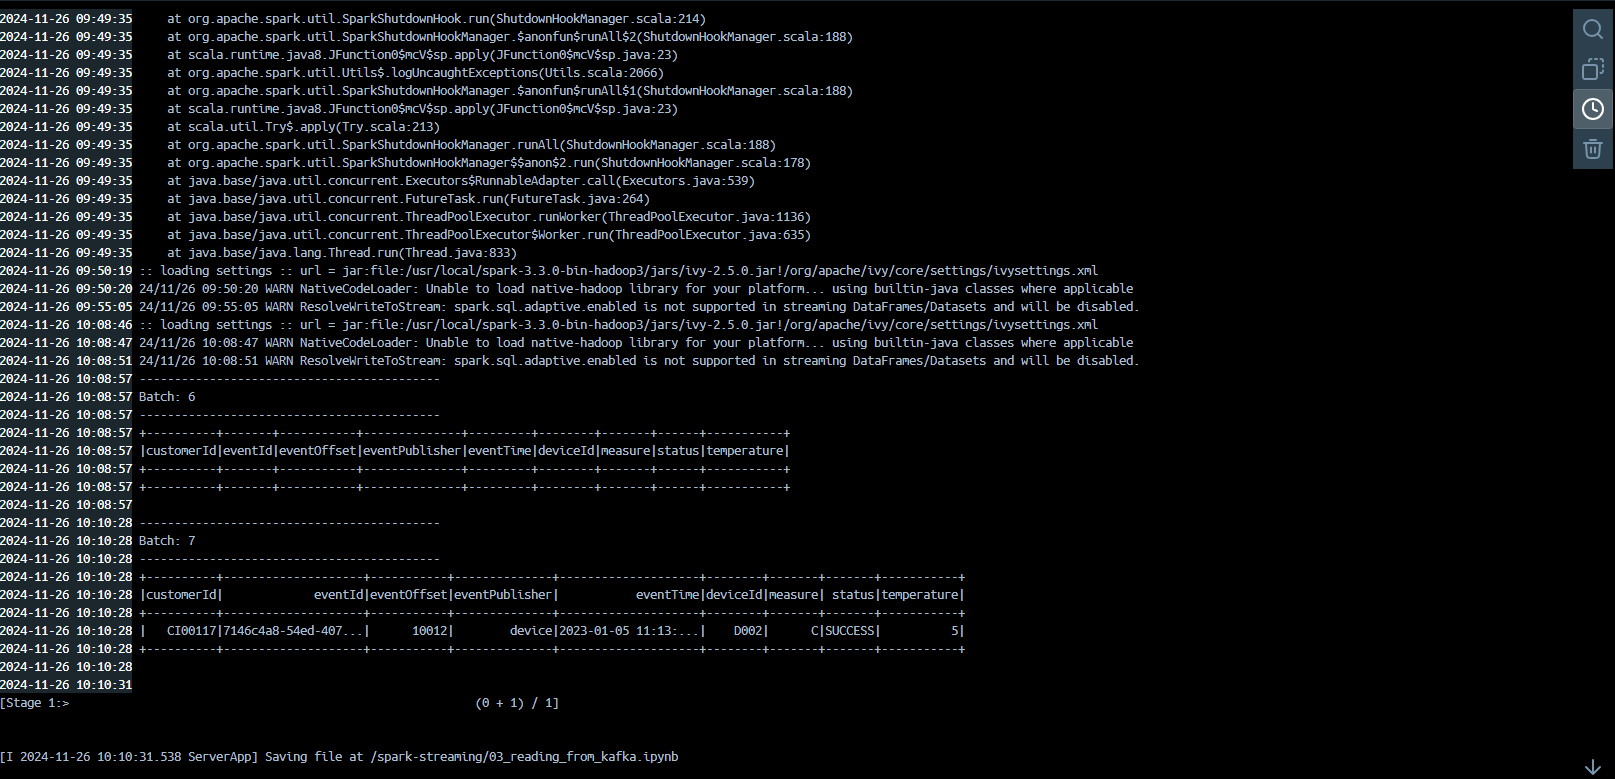 2024-11-26 09:49:35     at org.apache.spark.util.SparkShutdownHook.run(ShutdownHookManager.scala:214)
2024-11-26 09:49:35     at org.apache.spark.util.SparkShutdownHookManager.$anonfun$runAll$2(ShutdownHookManager.scala:188)
2024-11-26 09:49:35     at scala.runtime.java8.JFunction0$mcV$sp.apply(JFunction0$mcV$sp.java:23)
2024-11-26 09:49:35     at org.apache.spark.util.Utils$.logUncaughtExceptions(Utils.scala:2066)
2024-11-26 09:49:35     at org.apache.spark.util.SparkShutdownHookManager.$anonfun$runAll$1(ShutdownHookManager.scala:188)
2024-11-26 09:49:35     at scala.runtime.java8.JFunction0$mcV$sp.apply(JFunction0$mcV$sp.java:23)
2024-11-26 09:49:35     at scala.util.Try$.apply(Try.scala:213)
2024-11-26 09:49:35     at org.apache.spark.util.SparkShutdownHookManager.runAll(ShutdownHookManager.scala:188)
2024-11-26 09:49:35     at org.apache.spark.util.SparkShutdownHookManager$$anon$2.run(ShutdownHookManager.scala:178)
2024-11-26 09:49:35     at java.base/java.util.concurrent.Executors$RunnableAdapter.call(Executors.java:539)
2024-11-26 09:49:35     at java.base/java.util.concurrent.FutureTask.run(FutureTask.java:264)
2024-11-26 09:49:35     at java.base/java.util.concurrent.ThreadPoolExecutor.runWorker(ThreadPoolExecutor.java:1136)
2024-11-26 09:49:35     at java.base/java.util.concurrent.ThreadPoolExecutor$Worker.run(ThreadPoolExecutor.java:635)
2024-11-26 09:49:35     at java.base/java.lang.Thread.run(Thread.java:833)
2024-11-26 09:50:19 :: loading settings :: url = jar:file:/usr/local/spark-3.3.0-bin-hadoop3/jars/ivy-2.5.0.jar!/org/apache/ivy/core/settings/ivysettings.xml
2024-11-26 09:50:20 24/11/26 09:50:20 WARN NativeCodeLoader: Unable to load native-hadoop library for your platform... using builtin-java classes where applicable
2024-11-26 09:55:05 24/11/26 09:55:05 WARN ResolveWriteToStream: spark.sql.adaptive.enabled is not supported in streaming DataFrames/Datasets and will be disabled.
2024-11-26 10:08:46 :: loading settings :: url = jar:file:/usr/local/spark-3.3.0-bin-hadoop3/jars/ivy-2.5.0.jar!/org/apache/ivy/core/settings/ivysettings.xml
2024-11-26 10:08:47 24/11/26 10:08:47 WARN NativeCodeLoader: Unable to load native-hadoop library for your platform... using builtin-java classes where applicable
2024-11-26 10:08:51 24/11/26 10:08:51 WARN ResolveWriteToStream: spark.sql.adaptive.enabled is not supported in streaming DataFrames/Datasets and will be disabled.
2024-11-26 10:08:57 -------------------------------------------
2024-11-26 10:08:57 Batch: 6
2024-11-26 10:08:57 -------------------------------------------
2024-11-26 10:08:57 +----------+-------+-----------+--------------+---------+--------+-------+------+-----------+
2024-11-26 10:08:57 |customerId|eventId|eventOffset|eventPublisher|eventTime|deviceId|measure|status|temperature|
2024-11-26 10:08:57 +----------+-------+-----------+--------------+---------+--------+-------+------+-----------+
2024-11-26 10:08:57 +----------+-------+-----------+--------------+---------+--------+-------+------+-----------+
2024-11-26 10:08:57
2024-11-26 10:10:28 -------------------------------------------
2024-11-26 10:10:28 Batch: 7
2024-11-26 10:10:28 -------------------------------------------
2024-11-26 10:10:28 +----------+--------------------+-----------+--------------+--------------------+--------+-------+-------+-----------+
2024-11-26 10:10:28 |customerId|             eventId|eventOffset|eventPublisher|           eventTime|deviceId|measure| status|temperature|
2024-11-26 10:10:28 +----------+--------------------+-----------+--------------+--------------------+--------+-------+-------+-----------+
2024-11-26 10:10:28 |   CI00117|7146c4a8-54ed-407...|      10012|        device|2023-01-05 11:13:...|    D002|      C|SUCCESS|          5|
2024-11-26 10:10:28 +----------+--------------------+-----------+--------------+--------------------+--------+-------+-------+-----------+
2024-11-26 10:10:28
2024-11-26 10:10:31
[Stage 1:>                                                          (0 + 1) / 1]
[I 2024-11-26 10:10:31.538 ServerApp] Saving file at /spark-streaming/03_reading_from_kafka.ipynb